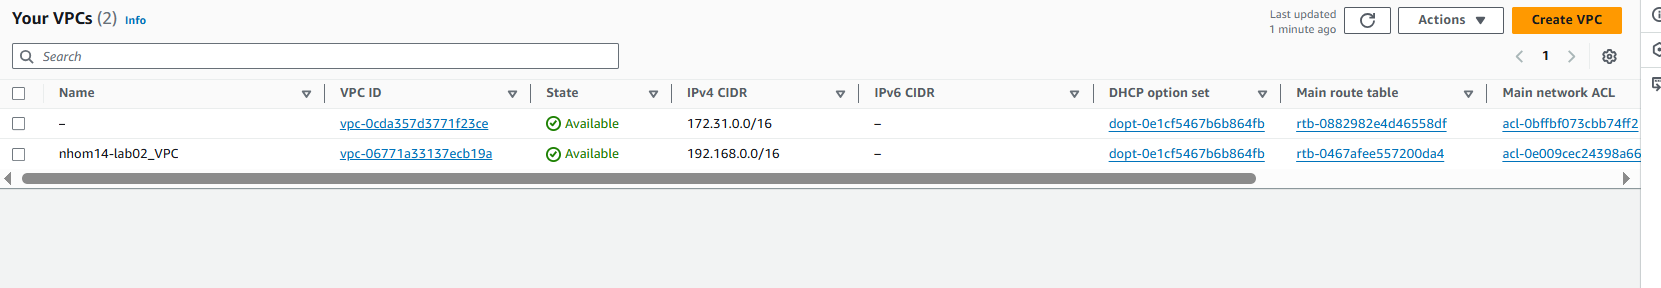 Your VPCs (2) Info
Last updated
1 minute ago
Actions
Create VPC
Search
1
Name VPC ID State IPv4 CIDR IPv6 CIDR DHCP option set Main route table Main network ACL
– vpc-0cda357d3771f23ce Available 172.31.0.0/16 – dopt-0e1cf5467b6b864fb rtb-0882982e4d46558df acl-0bffbf073cbb74ff2
nhom14-lab02_VPC vpc-06771a33137ecb19a Available 192.168.0.0/16 – dopt-0e1cf5467b6b864fb rtb-0467afee557200da4 acl-0e009cec24398a66